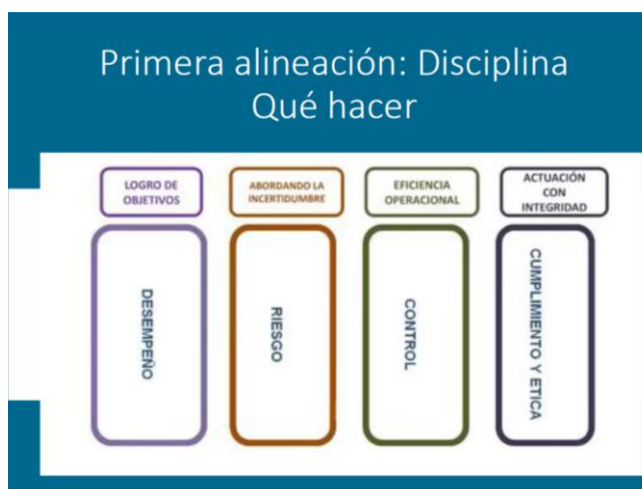 Primera alineación: Disciplina
Qué hacer
LOGRO DE
OBJETIVOS
ABORDANDO LA
INCERTIDUMBRE
EFICIENCIA
OPERACIONAL
ACTUACIÓN
CON
INTEGRIDAD
DESEMPEÑO
RIESGO
CONTROL
CUMPLIMIENTO Y ETICA